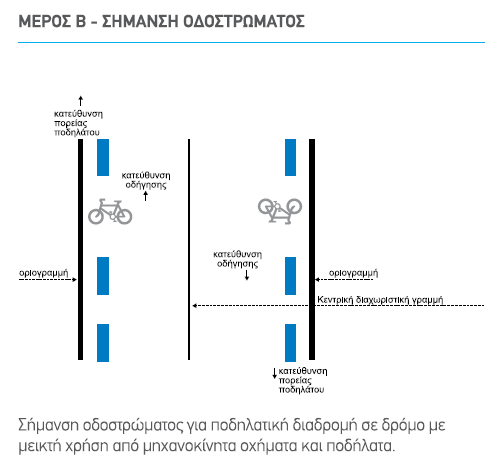 ΜΕΡΟΣ Β - ΣΗΜΑΝΣΗ ΟΔΟΣΤΡΩΜΑΤΟΣ
κατεύθυνση
πορείας
ποδηλάτου
κατεύθυνση
οδήγησης
κατεύθυνση
οδήγησης
οριογραμμή
οριογραμμή
Κεντρική διαχωριστική γραμμή
κατεύθυνση
πορείας
ποδηλάτου
Σήμανση οδοστρώματος για ποδηλατική διαδρομή σε δρόμο με
μεικτή χρήση από μηχανοκίνητα οχήματα και ποδήλατα.